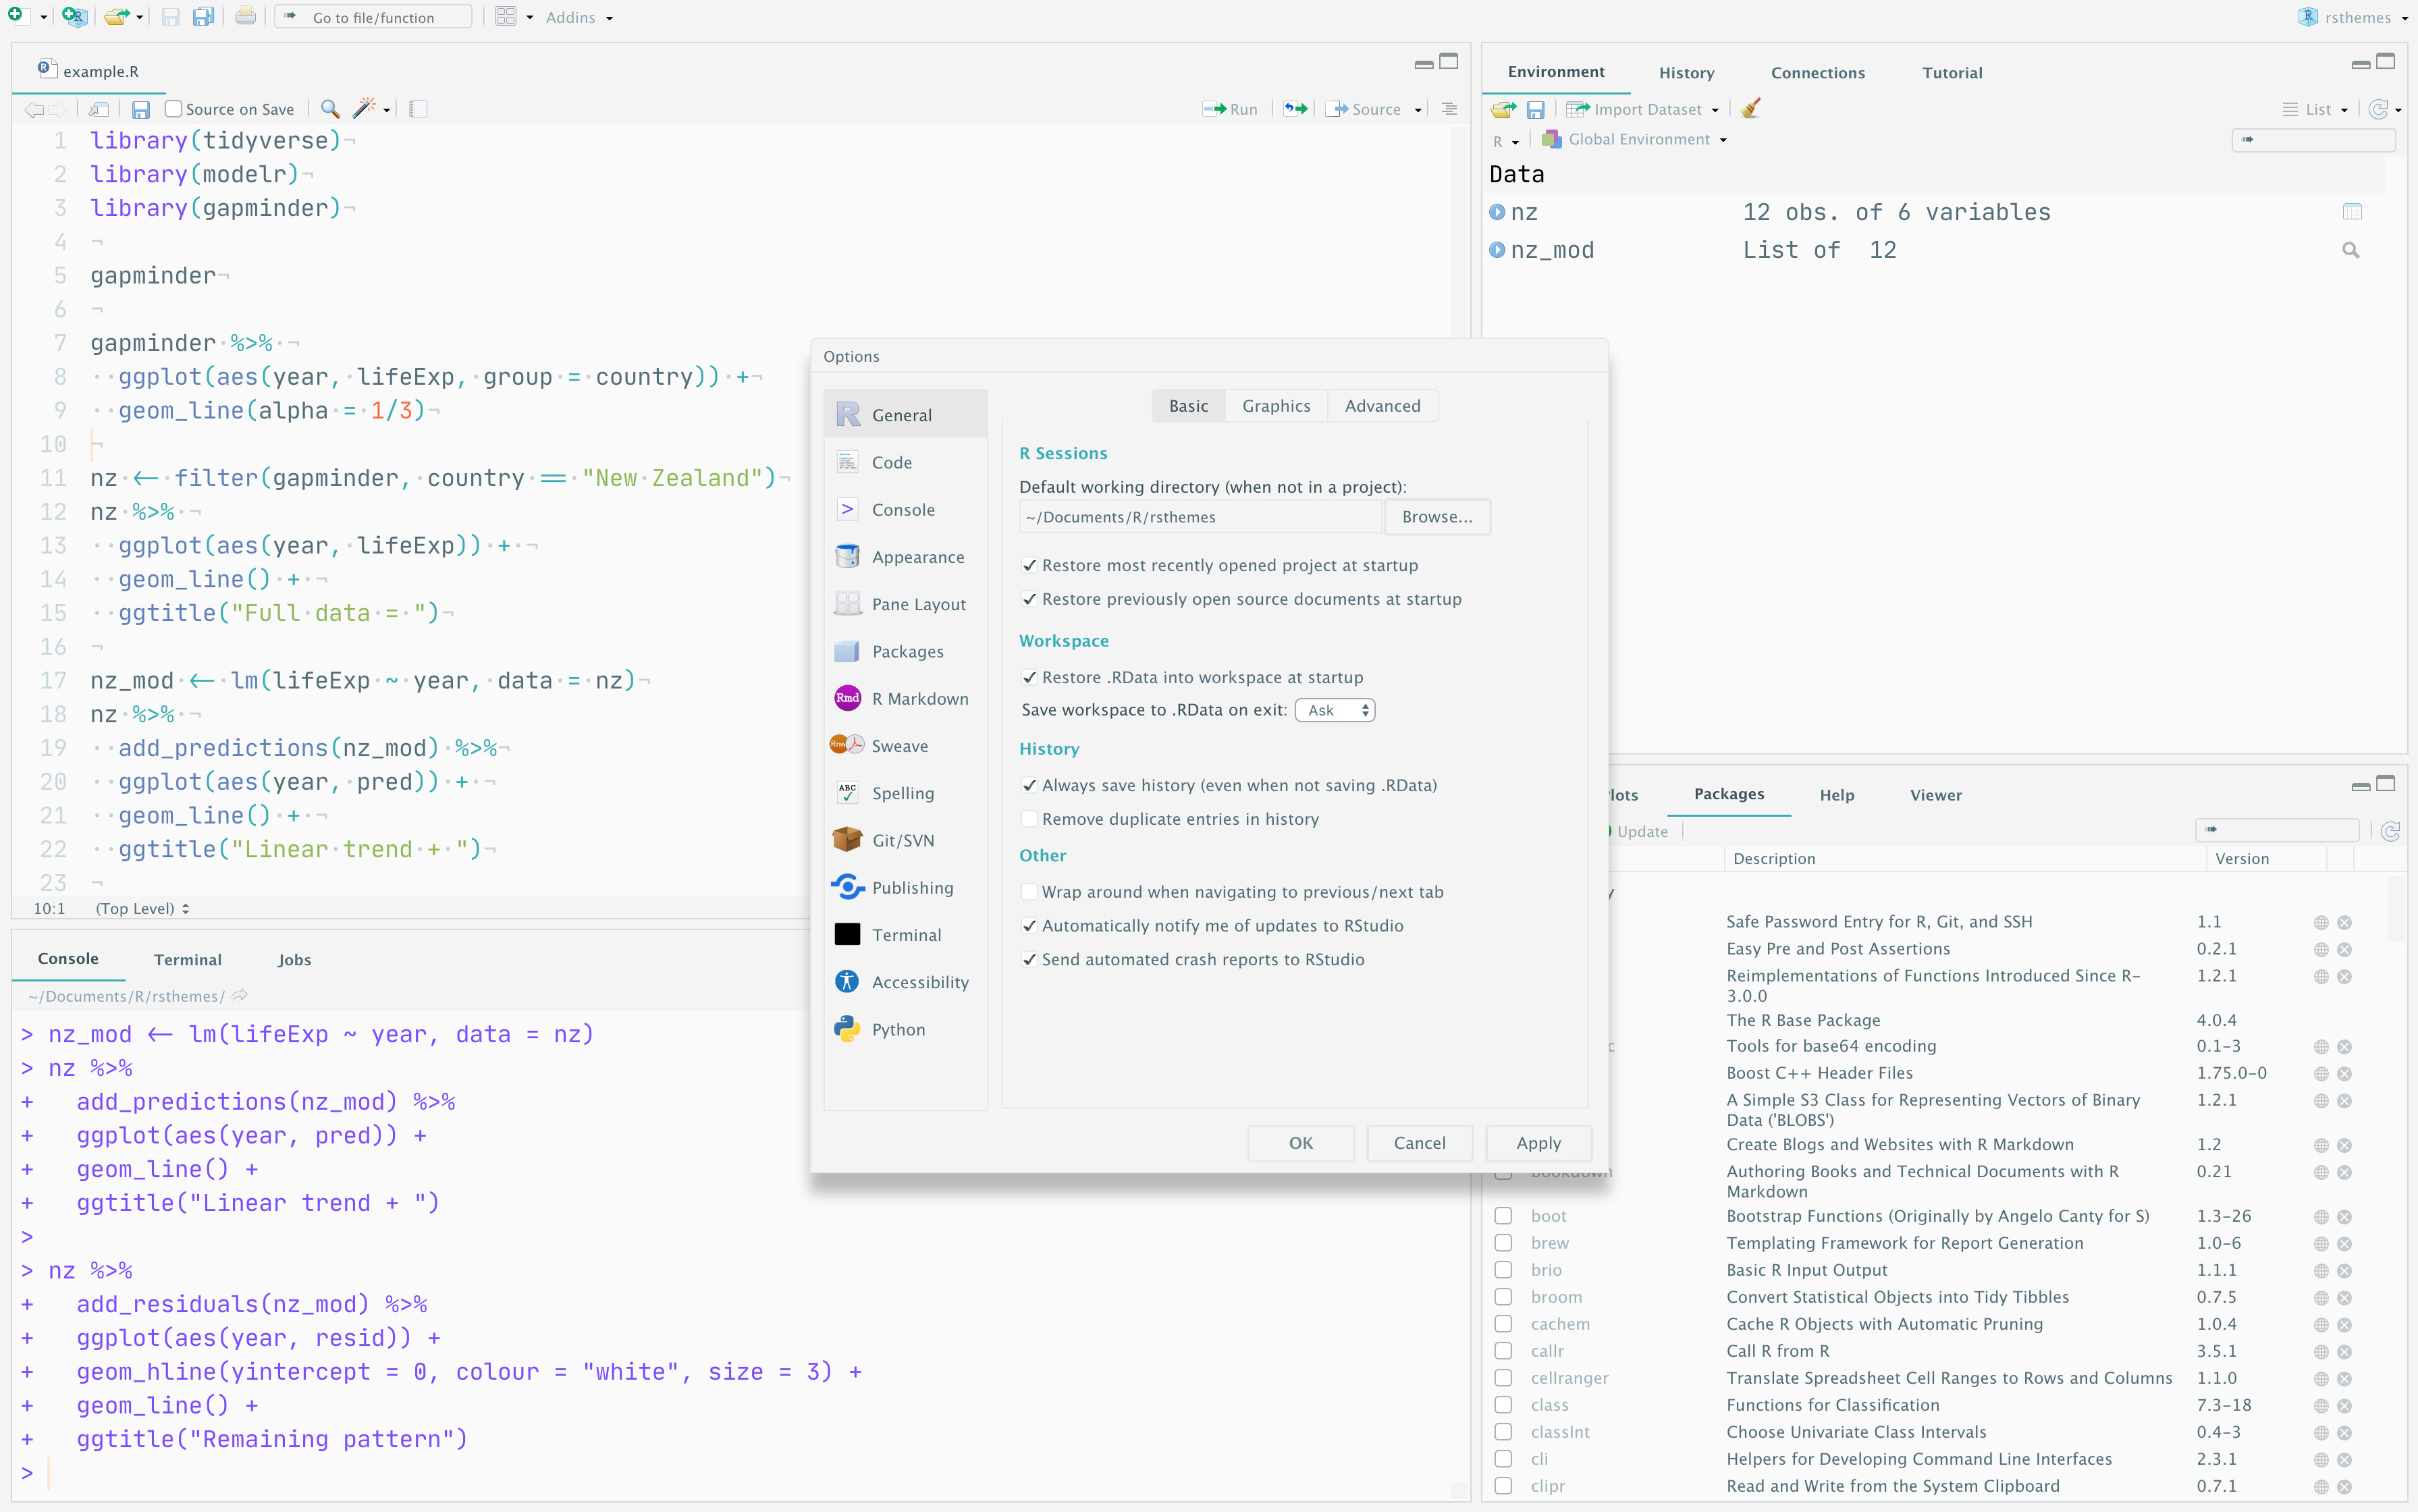 Go to file/function
Addins
rsthemes
example.R
Source on Save
Run
Source
1 library(tidyverse)¬
2 library(modelr)¬
3 library(gapminder)¬
4 ¬
5 gapminder¬
6 ¬
7 gapminder·%>%·¬
8 ··ggplot(aes(year,·lifeExp,·group·=·country))·+¬
9 ··geom_line(alpha·=·1/3)¬
10 ¬
11 nz·<-·filter(gapminder,·country·==·"New·Zealand")¬
12 nz·%>%·¬
13 ··ggplot(aes(year,·lifeExp))·+·¬
14 ··geom_line()·+·¬
15 ··ggtitle("Full·data·=·")¬
16 ¬
17 nz_mod·<-·lm(lifeExp·~·year,·data·=·nz)¬
18 nz·%>%·¬
19 ··add_predictions(nz_mod)·%>%¬
20 ··ggplot(aes(year,·pred))·+·¬
21 ··geom_line()·+·¬
22 ··ggtitle("Linear·trend·+·")¬
23 ¬
10:1 (Top Level)
Console Terminal Jobs
~/Documents/R/rsthemes/
> nz_mod <- lm(lifeExp ~ year, data = nz)
> nz %>%
+   add_predictions(nz_mod) %>%
+   ggplot(aes(year, pred)) +
+   geom_line() +
+   ggtitle("Linear trend + ")
>
> nz %>%
+   add_residuals(nz_mod) %>%
+   ggplot(aes(year, resid)) +
+   geom_hline(yintercept = 0, colour = "white", size = 3) +
+   geom_line() +
+   ggtitle("Remaining pattern")
>
Options
General
Code
Console
Appearance
Pane Layout
Packages
Rmd R Markdown
Sweave
ABC Spelling
Git/SVN
Publishing
Terminal
Accessibility
Python
Basic Graphics Advanced
R Sessions
Default working directory (when not in a project):
~/Documents/R/rsthemes Browse...
Restore most recently opened project at startup
Restore previously open source documents at startup
Workspace
Restore .RData into workspace at startup
Save workspace to .RData on exit: Ask
History
Always save history (even when not saving .RData)
Remove duplicate entries in history
Other
Wrap around when navigating to previous/next tab
Automatically notify me of updates to RStudio
Send automated crash reports to RStudio
OK Cancel Apply
Environment History Connections Tutorial
Import Dataset
List
R Global Environment
Data
nz 12 obs. of 6 variables
nz_mod List of  12
lots Packages Help Viewer
Update
Description Version
Safe Password Entry for R, Git, and SSH 1.1
Easy Pre and Post Assertions 0.2.1
Reimplementations of Functions Introduced Since R- 1.2.1
3.0.0
The R Base Package 4.0.4
Tools for base64 encoding 0.1-3
Boost C++ Header Files 1.75.0-0
A Simple S3 Class for Representing Vectors of Binary 1.2.1
Data ('BLOBS')
Create Blogs and Websites with R Markdown 1.2
bookdown Authoring Books and Technical Documents with R 0.21
Markdown
boot Bootstrap Functions (Originally by Angelo Canty for S) 1.3-26
brew Templating Framework for Report Generation 1.0-6
brio Basic R Input Output 1.1.1
broom Convert Statistical Objects into Tidy Tibbles 0.7.5
cachem Cache R Objects with Automatic Pruning 1.0.4
callr Call R from R 3.5.1
cellranger Translate Spreadsheet Cell Ranges to Rows and Columns 1.1.0
class Functions for Classification 7.3-18
classInt Choose Univariate Class Intervals 0.4-3
cli Helpers for Developing Command Line Interfaces 2.3.1
clipr Read and Write from the System Clipboard 0.7.1